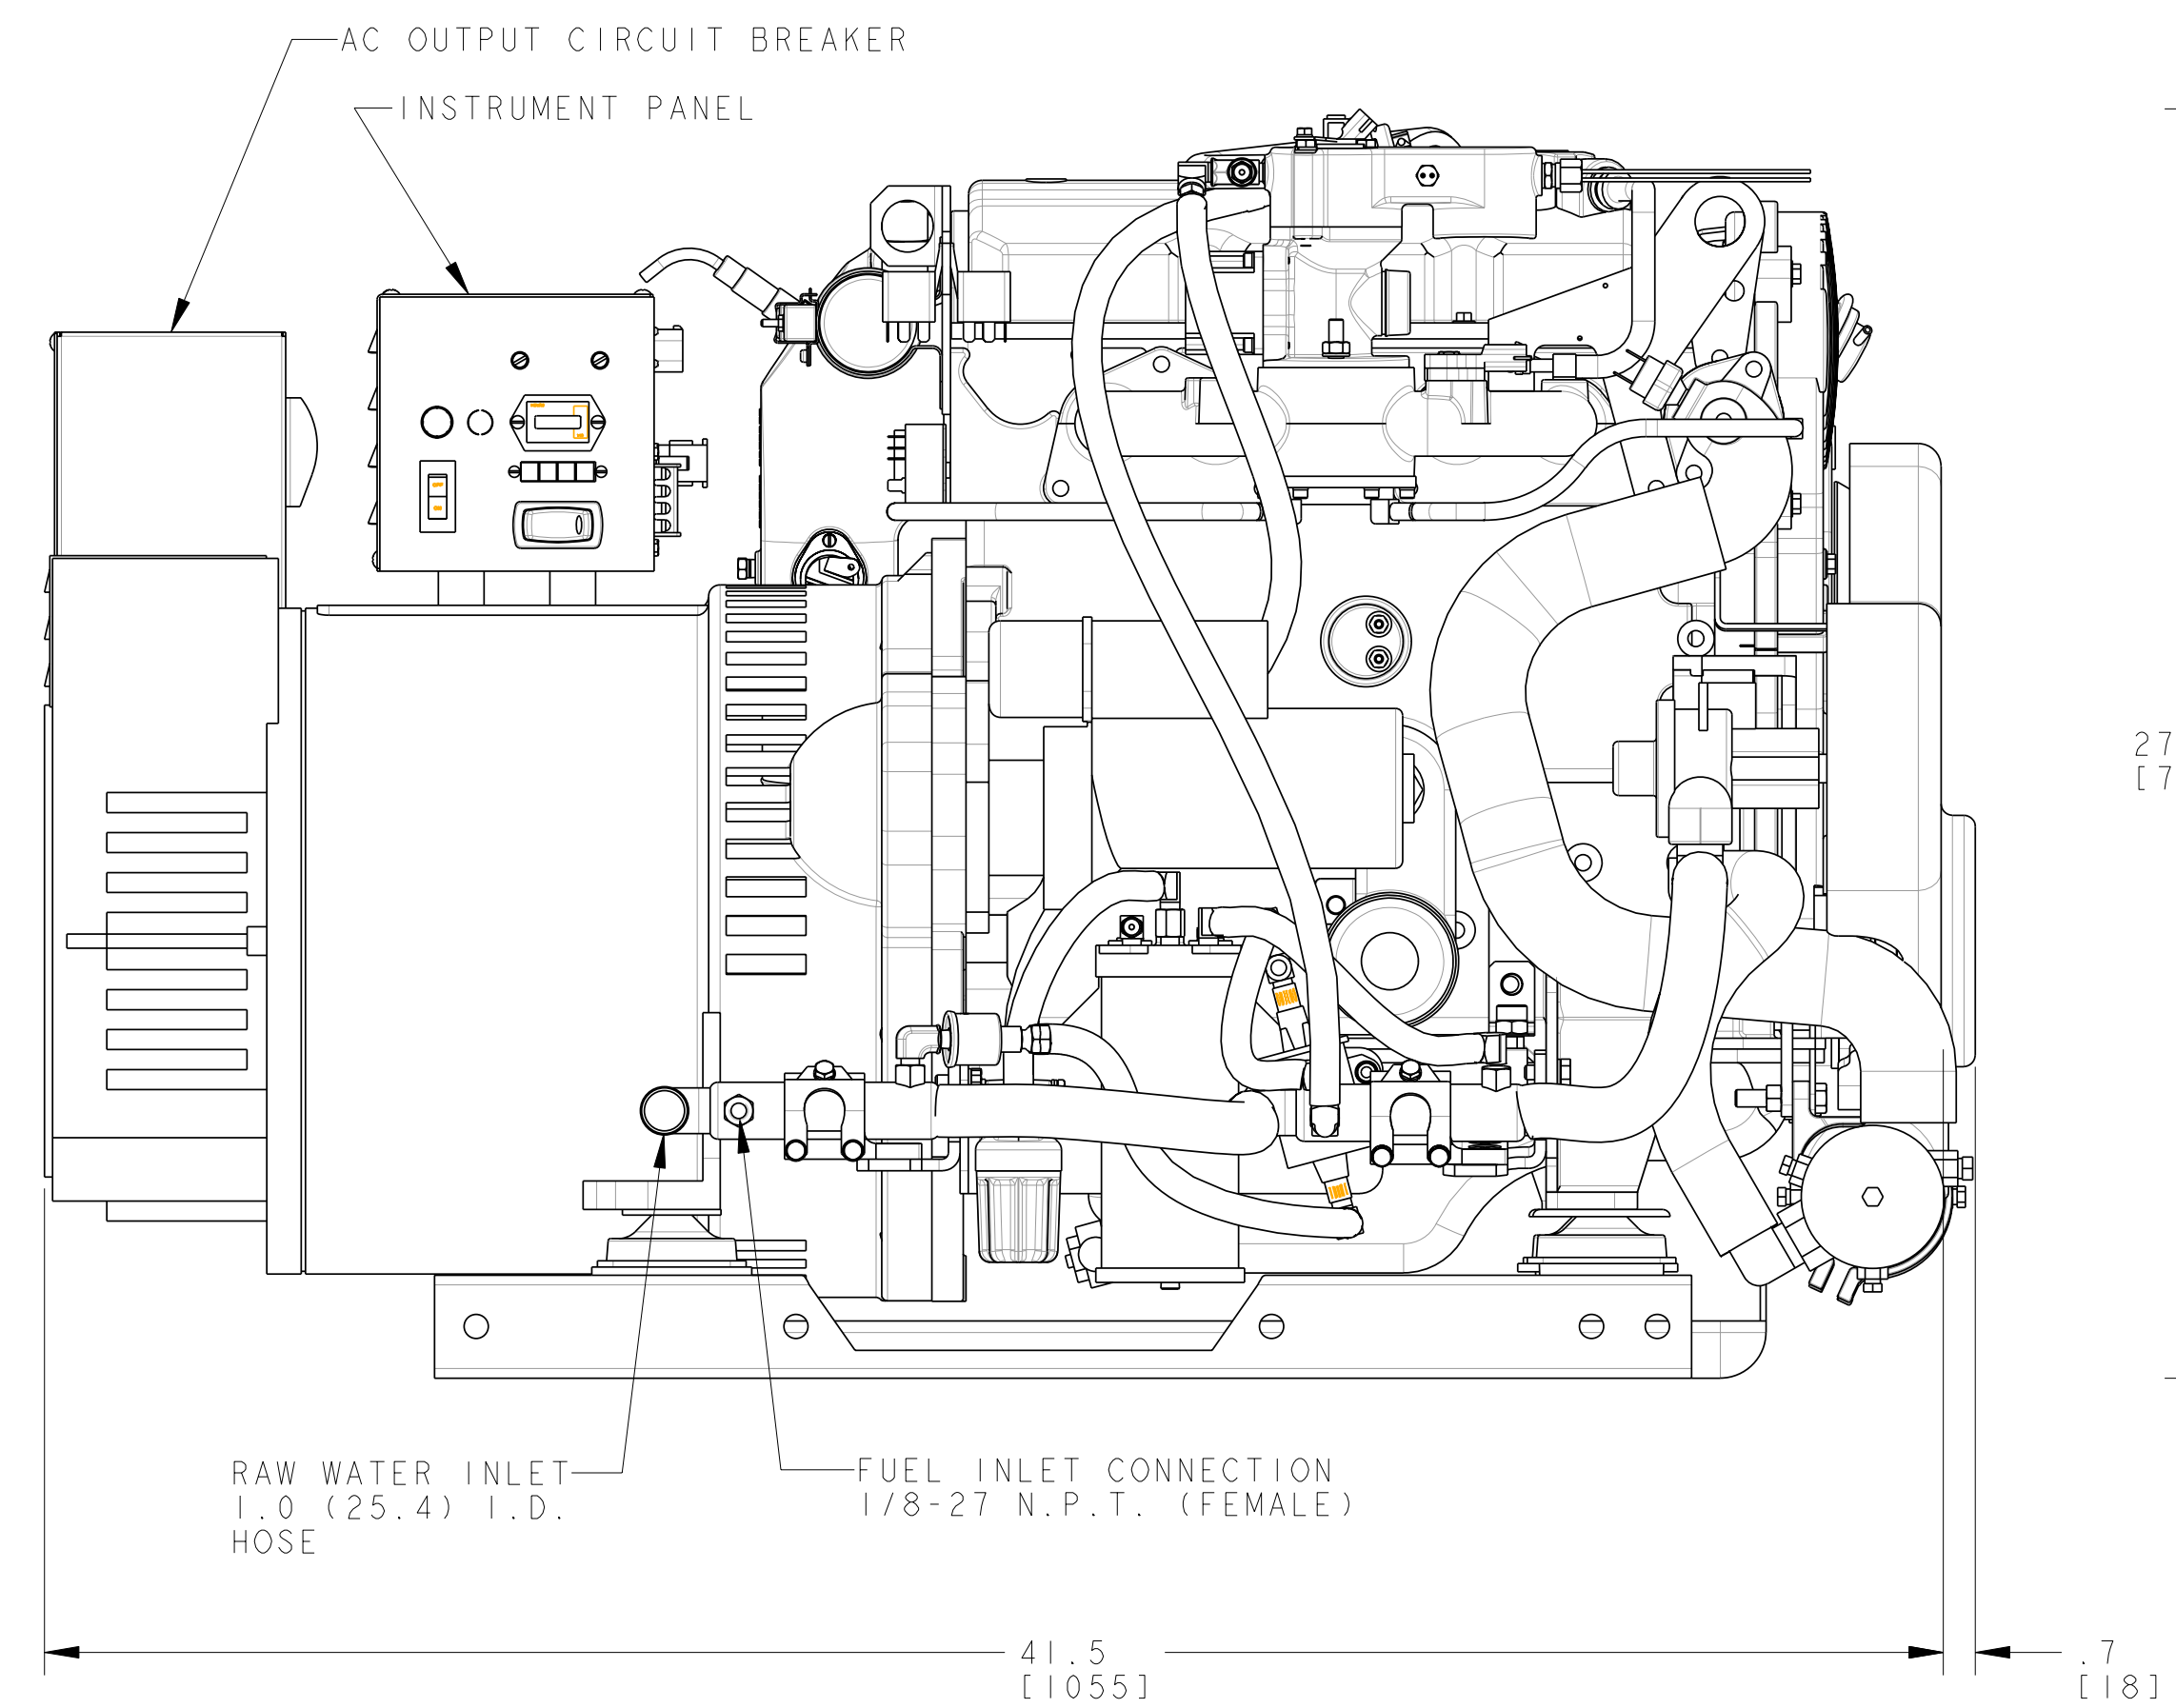 AC OUTPUT CIRCUIT BREAKER
INSTRUMENT PANEL
27
[7
RAW WATER INLET
1.0 (25.4) I.D.
HOSE
FUEL INLET CONNECTION
1/8-27 N.P.T. (FEMALE)
41.5
[1055]
.7
[18]